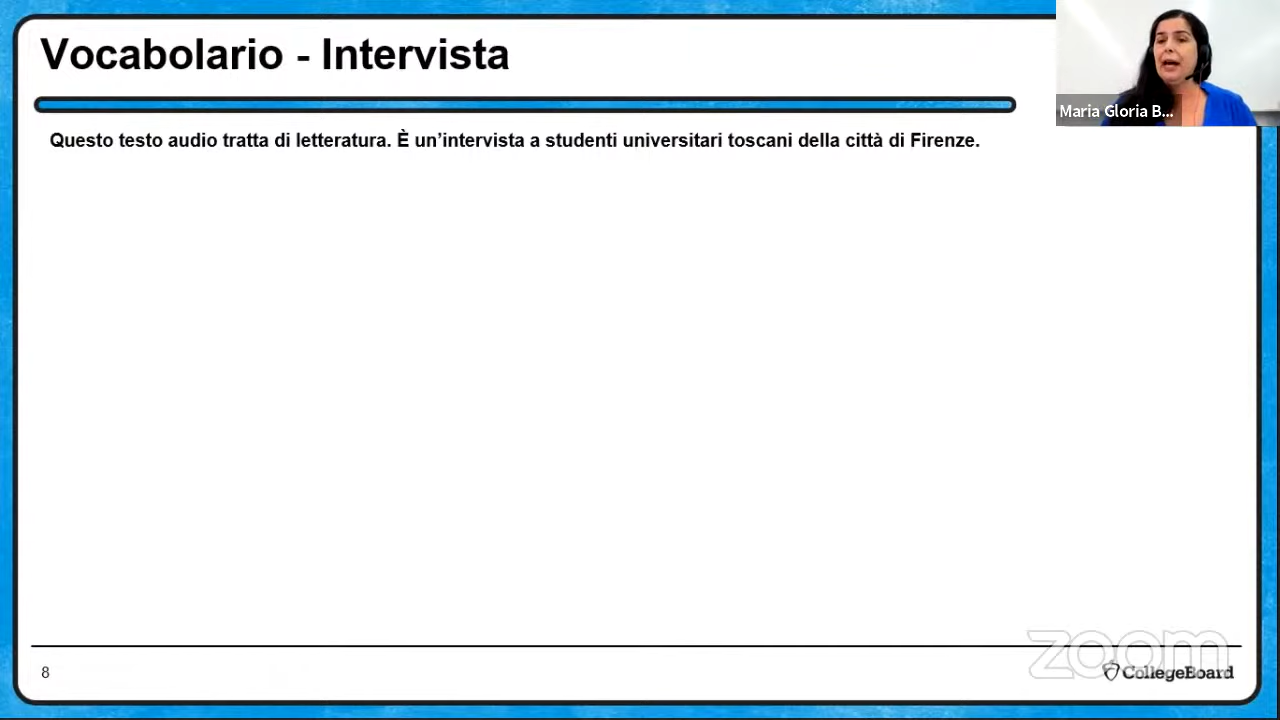 Vocabolario - Intervista
Maria Gloria B...
Questo testo audio tratta di letteratura. È un’intervista a studenti universitari toscani della città di Firenze.
zoom
8
CollegeBoard